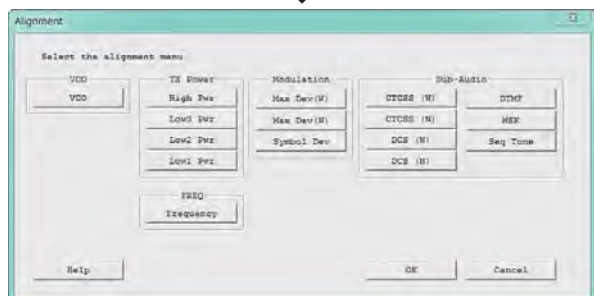 Alignment
Select the alignment menu
VCO
VCO
TX Power
High Pwr
Low3 Pwr
Low2 Pwr
Low1 Pwr
Modulation
Max Dev(W)
Max Dev(N)
Symbol Dev
Sub-Audio
CTCSS (W)
CTCSS (N)
DCS (W)
DCS (N)
DTMF
MSK
Seq Tone
FREQ
Frequency
Help
OK
Cancel